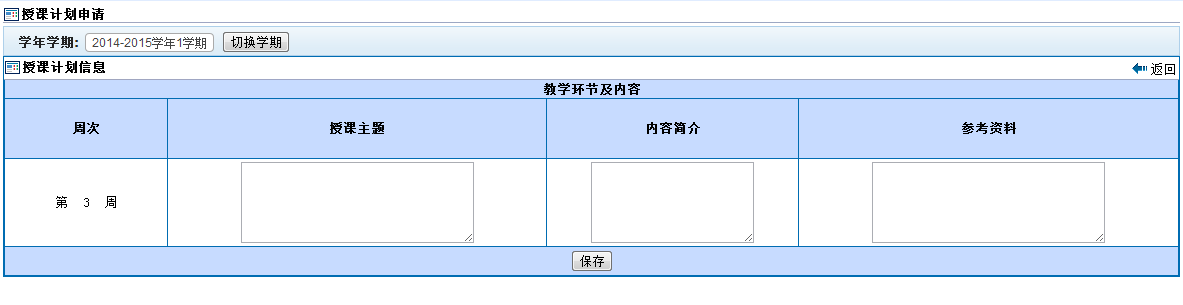 授课计划申请
学年学期: 2014-2015学年1学期 切换学期
授课计划信息 返回
教学环节及内容
周次 授课主题 内容简介 参考资料
第 3 周
保存